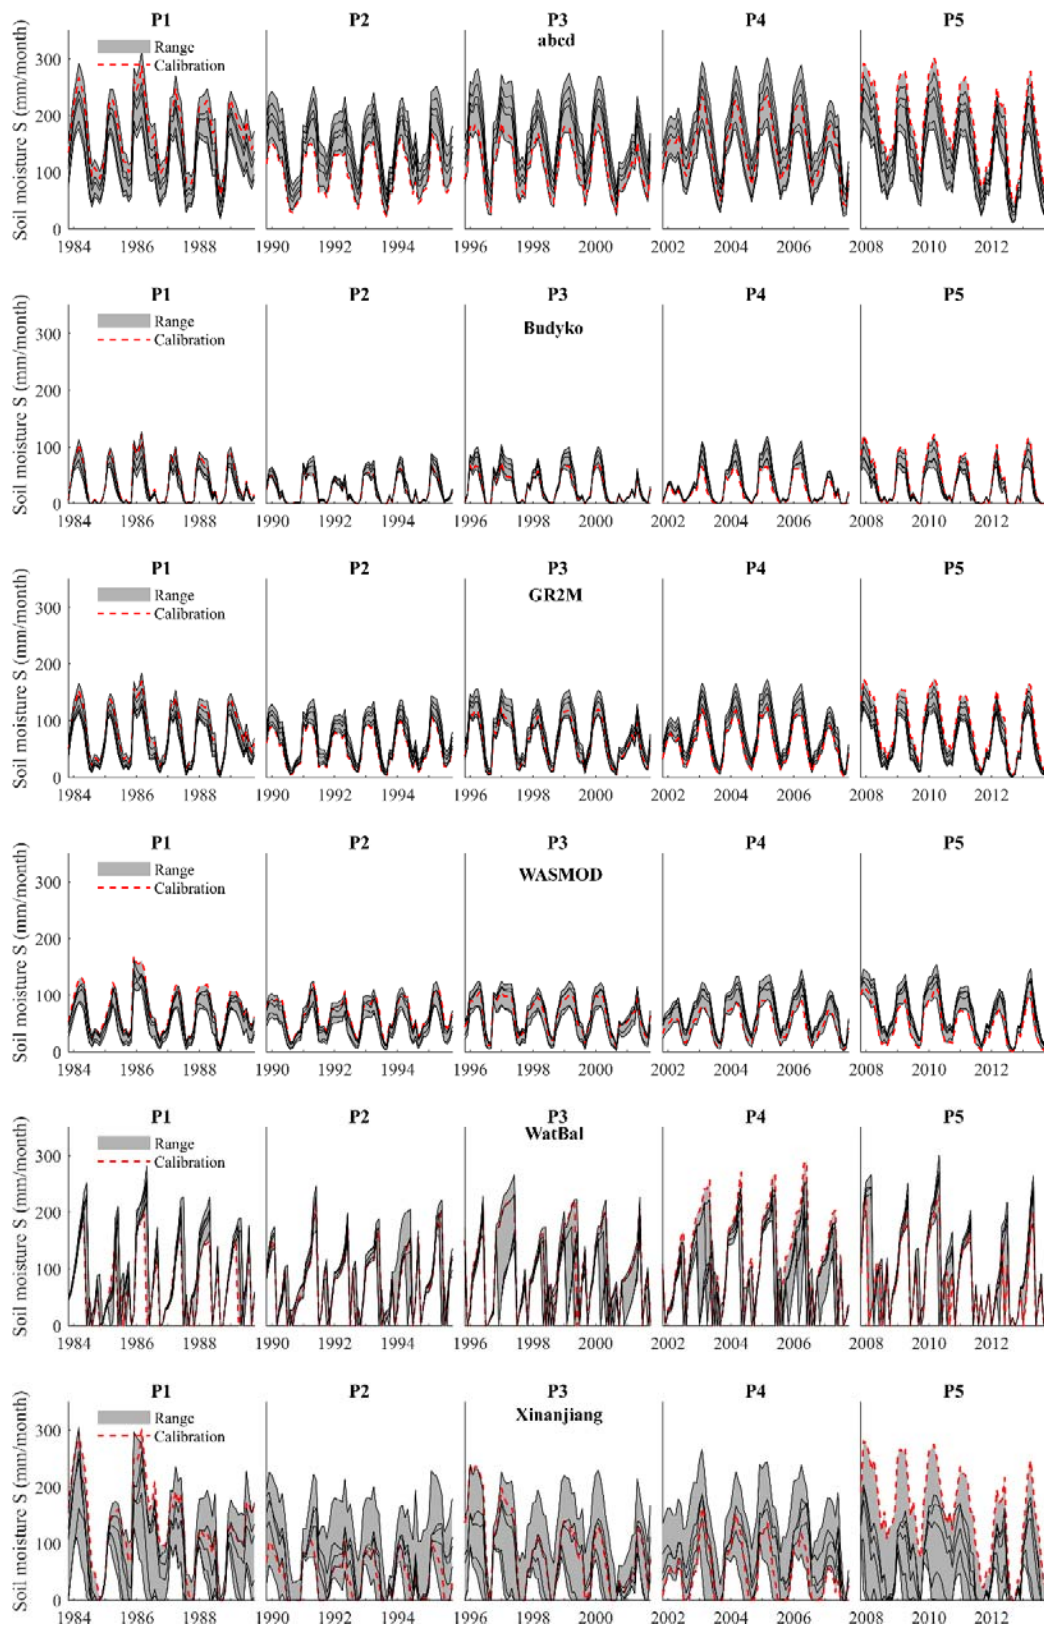 P1 P2 P3 P4 P5
abcd
Range
Calibration
Soil moisture S (mm/month)
300
200
100
0
1984 1986 1988 1990 1992 1994 1996 1998 2000 2002 2004 2006 2008 2010 2012
P1 P2 P3 P4 P5
Budyko
Range
Calibration
Soil moisture S (mm/month)
300
200
100
0
1984 1986 1988 1990 1992 1994 1996 1998 2000 2002 2004 2006 2008 2010 2012
P1 P2 P3 P4 P5
GR2M
Range
Calibration
Soil moisture S (mm/month)
300
200
100
0
1984 1986 1988 1990 1992 1994 1996 1998 2000 2002 2004 2006 2008 2010 2012
P1 P2 P3 P4 P5
WASMOD
Range
Calibration
Soil moisture S (mm/month)
300
200
100
0
1984 1986 1988 1990 1992 1994 1996 1998 2000 2002 2004 2006 2008 2010 2012
P1 P2 P3 P4 P5
WatBal
Range
Calibration
Soil moisture S (mm/month)
300
200
100
0
1984 1986 1988 1990 1992 1994 1996 1998 2000 2002 2004 2006 2008 2010 2012
P1 P2 P3 P4 P5
Xinanjiang
Range
Calibration
Soil moisture S (mm/month)
300
200
100
0
1984 1986 1988 1990 1992 1994 1996 1998 2000 2002 2004 2006 2008 2010 2012